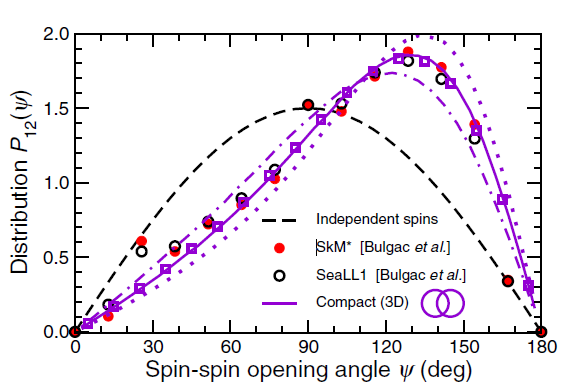 2.0
1.5
1.0
0.5
0.0
Distribution P₁₂(ψ)
Independent spins
SkM* [Bulgac et al.]
SeaLL1 [Bulgac et al.]
Compact (3D)
0 30 60 90 120 150 180
Spin-spin opening angle ψ (deg)